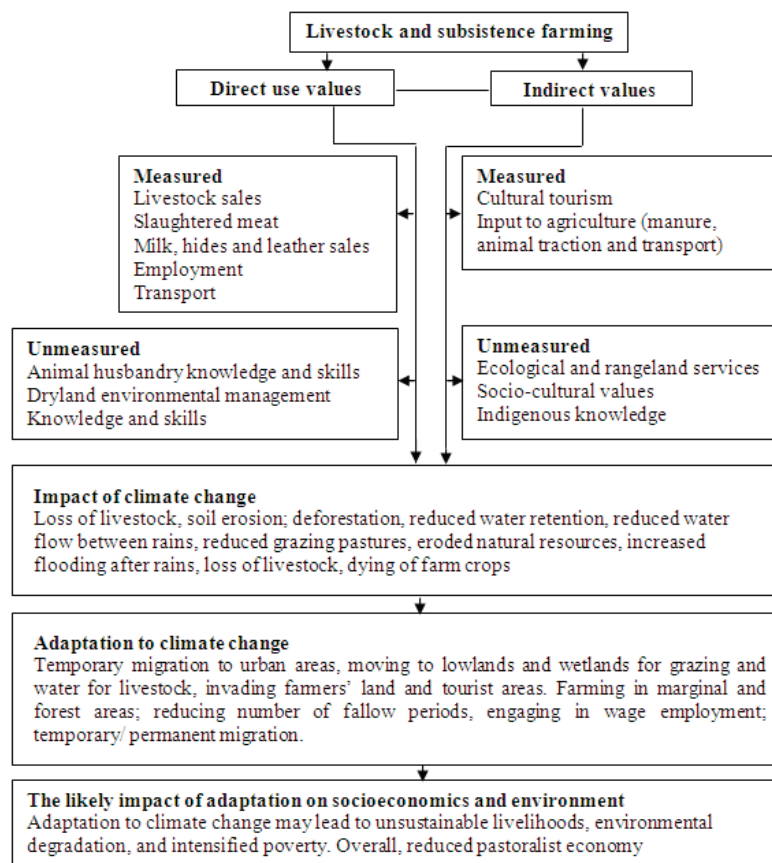 Livestock and subsistence farming
Direct use values
Indirect values
Measured
Livestock sales
Slaughtered meat
Milk, hides and leather sales
Employment
Transport
Measured
Cultural tourism
Input to agriculture (manure,
animal traction and transport)
Unmeasured
Animal husbandry knowledge and skills
Dryland environmental management
Knowledge and skills
Unmeasured
Ecological and rangeland services
Socio-cultural values
Indigenous knowledge
Impact of climate change
Loss of livestock, soil erosion; deforestation, reduced water retention, reduced water
flow between rains, reduced grazing pastures, eroded natural resources, increased
flooding after rains, loss of livestock, dying of farm crops
Adaptation to climate change
Temporary migration to urban areas, moving to lowlands and wetlands for grazing and
water for livestock, invading farmers’ land and tourist areas. Farming in marginal and
forest areas; reducing number of fallow periods, engaging in wage employment;
temporary/ permanent migration.
The likely impact of adaptation on socioeconomics and environment
Adaptation to climate change may lead to unsustainable livelihoods, environmental
degradation, and intensified poverty. Overall, reduced pastoralist economy